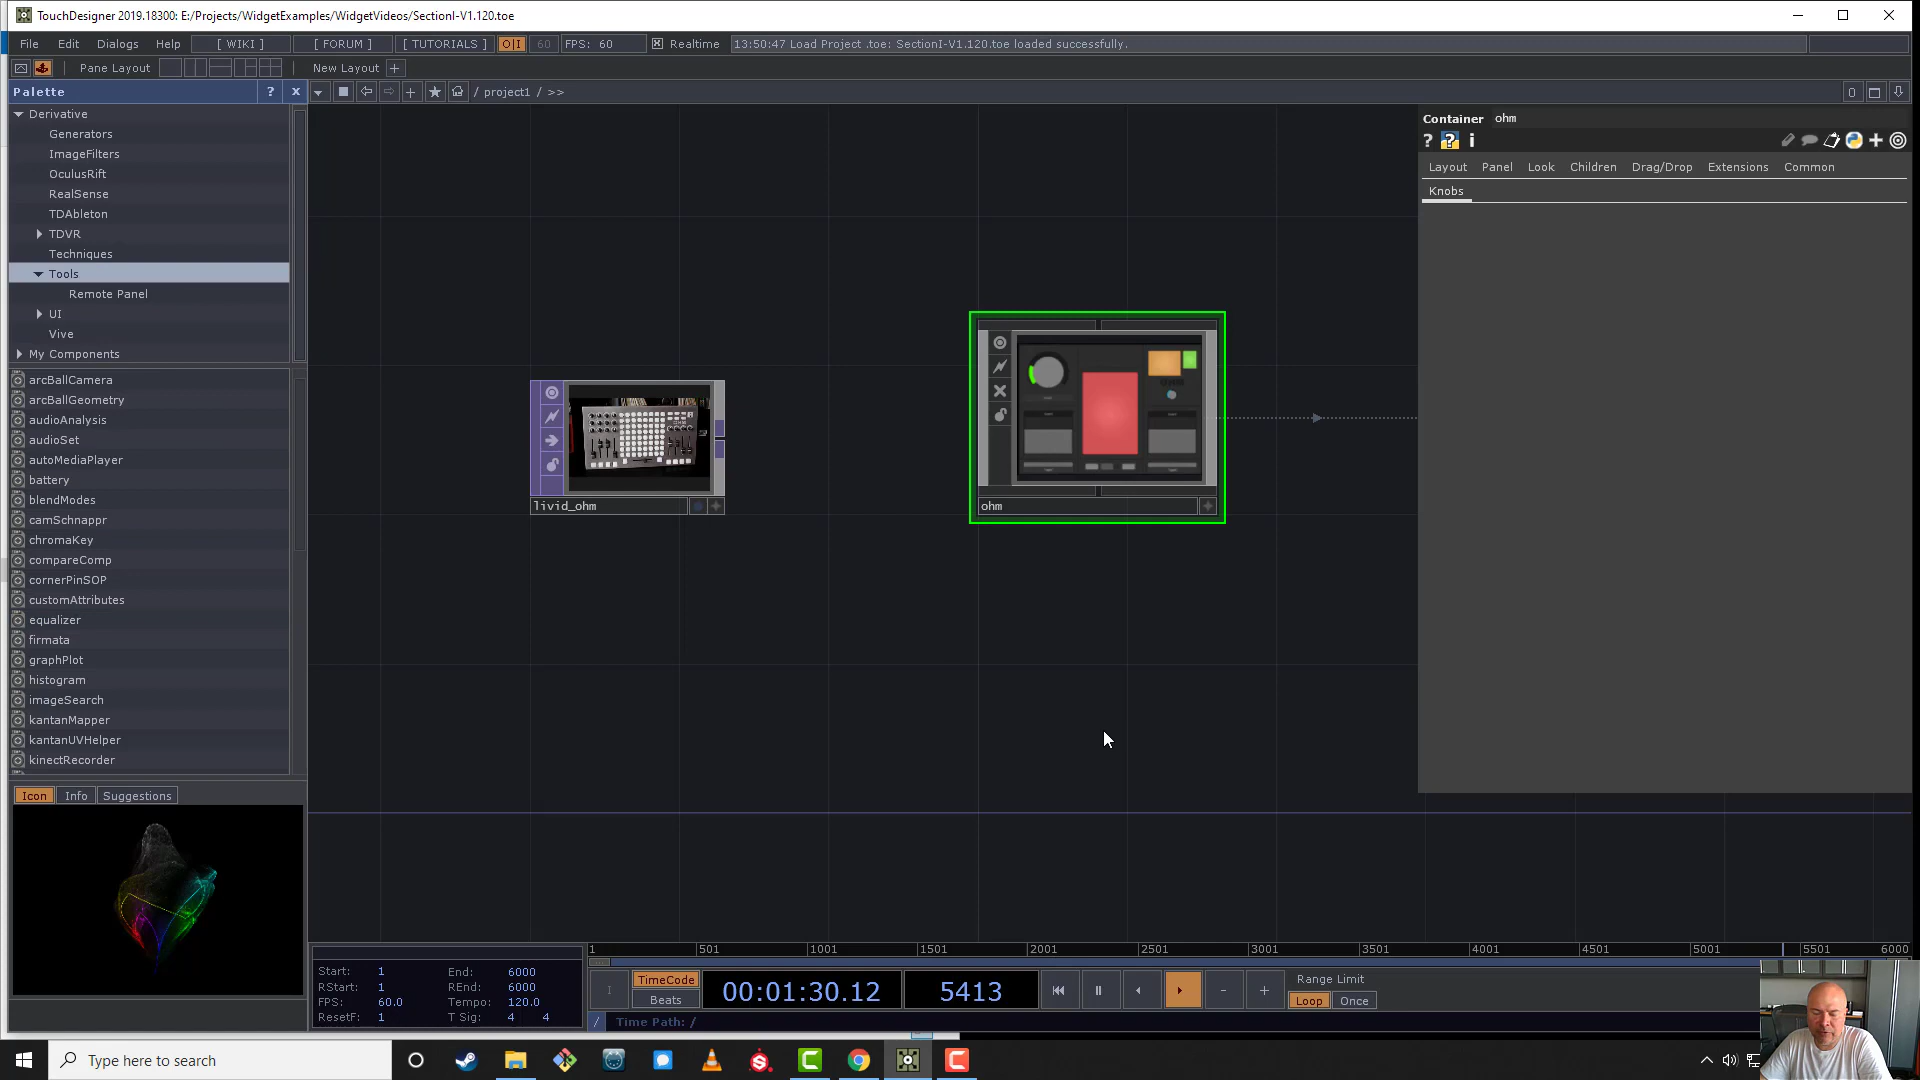 TouchDesigner 2019.18300: E:/Projects/WidgetExamples/WidgetVideos/SectionI-V1.120.toe
File Edit Dialogs Help [ WIKI ] [ FORUM ] [ TUTORIALS ] O|I 60 FPS: 60 Realtime 13:50:47 Load Project .toe: SectionI-V1.120.toe loaded successfully.
Pane Layout New Layout +
Palette ? x / project1 / >> 0
Derivative
Generators
ImageFilters
OculusRift
RealSense
TDAbleton
TDVR
Techniques
Tools
Remote Panel
UI
Vive
My Components
arcBallCamera
arcBallGeometry
audioAnalysis
audioSet
autoMediaPlayer
battery
blendModes
camSchnappr
chromaKey
compareComp
cornerPinSOP
customAttributes
equalizer
firmata
graphPlot
histogram
imageSearch
kantanMapper
kantanUVHelper
kinectRecorder
Icon Info Suggestions
livid_ohm
ohm
Container ohm
? ? i
Layout Panel Look Children Drag/Drop Extensions Common
Knobs
1 501 1001 1501 2001 2501 3001 3501 4001 4501 5001 5501 6000
Start: 1 End: 6000
RStart: 1 REnd: 6000
FPS: 60.0 Tempo: 120.0
ResetF: 1 T Sig: 4 4
TimeCode
Beats
00:01:30.12 5413
Range Limit
Loop Once
/ Time Path: /
Type here to search